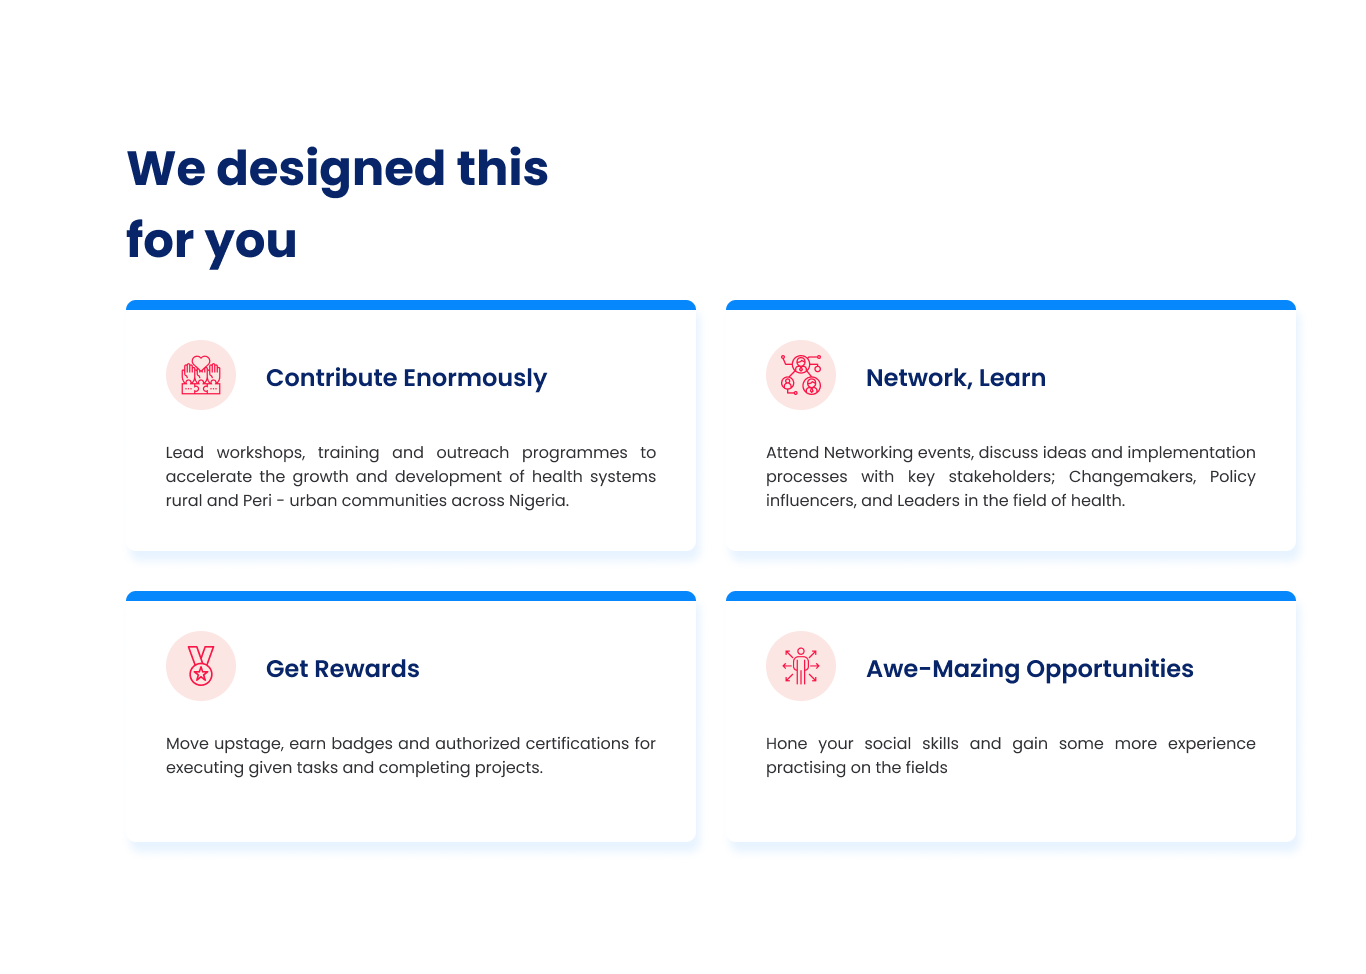 We designed this
for you
Contribute Enormously
Lead workshops, training and outreach programmes to
accelerate the growth and development of health systems
rural and Peri - urban communities across Nigeria.
Network, Learn
Attend Networking events, discuss ideas and implementation
processes with key stakeholders; Changemakers, Policy
influencers, and Leaders in the field of health.
Get Rewards
Move upstage, earn badges and authorized certifications for
executing given tasks and completing projects.
Awe-Mazing Opportunities
Hone your social skills and gain some more experience
practising on the fields